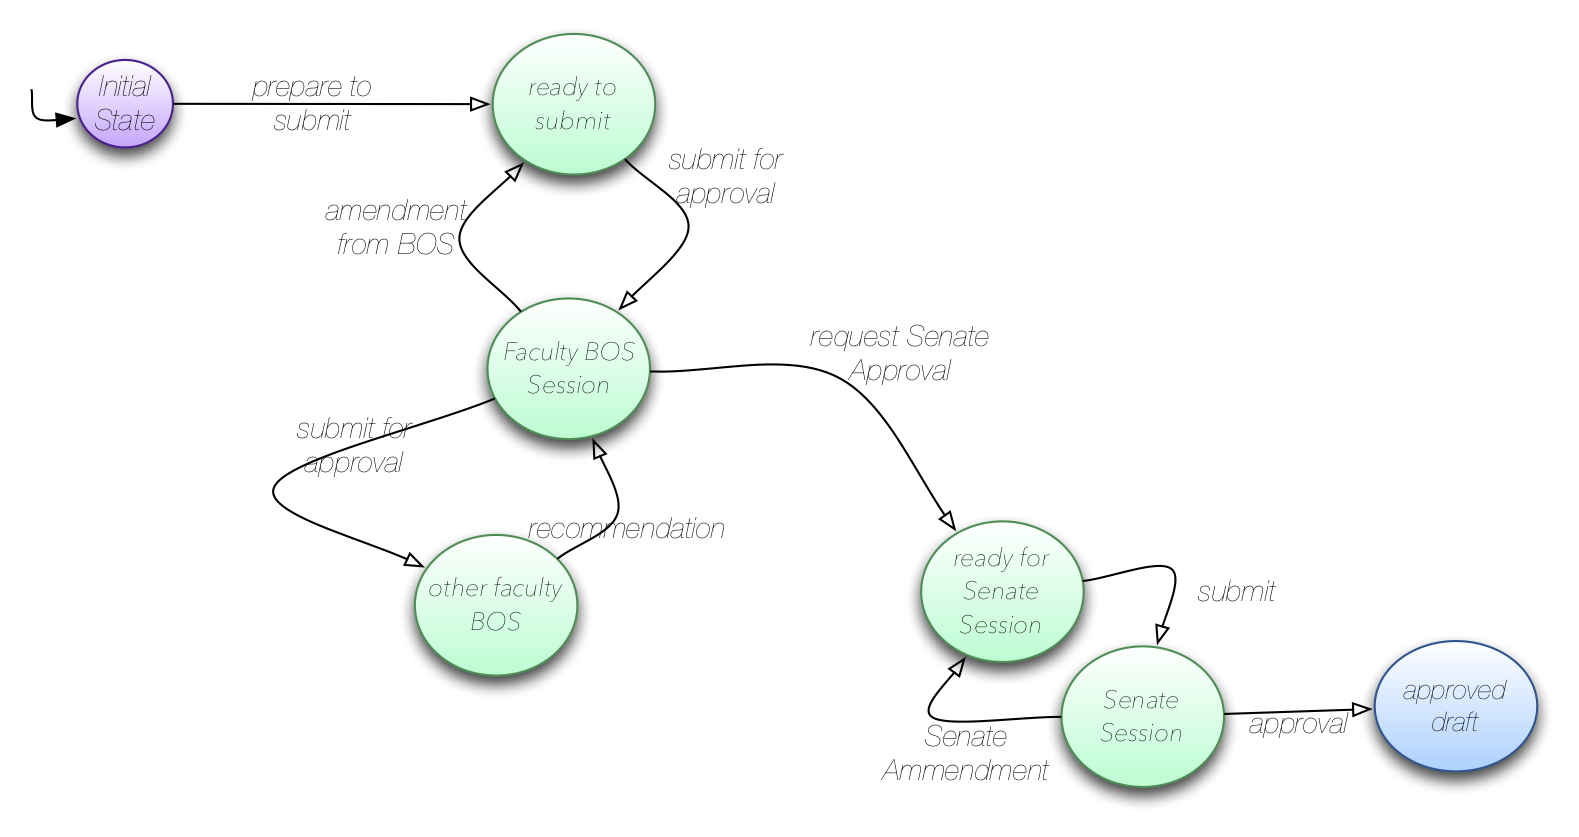 Initial
State
prepare to
submit
ready to
submit
submit for
approval
amendment
from BOS
Faculty BOS
Session
request Senate
Approval
submit for
approval
recommendation
other faculty
BOS
ready for
Senate
Session
submit
Senate
Session
Senate
Ammendment
approval
approved
draft